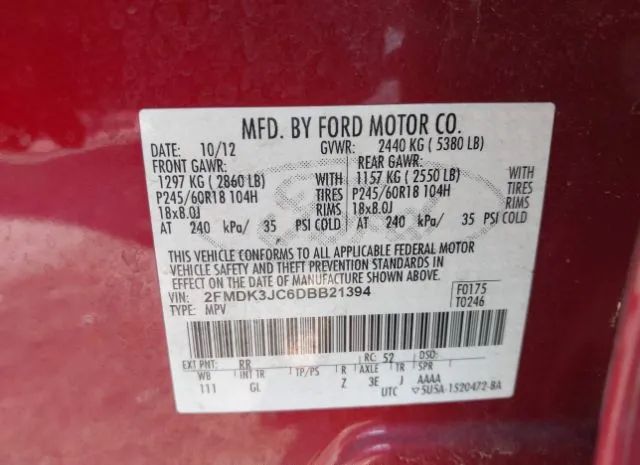 MFD. BY FORD MOTOR CO.
DATE: 10/12 GVWR: 2440 KG ( 5380 LB)
FRONT GAWR: REAR GAWR:
1297 KG ( 2860 LB) WITH 1157 KG ( 2550 LB) WITH
P245/60R18 104H TIRES P245/60R18 104H TIRES
18x8.0J RIMS 18x8.0J RIMS
AT 240 kPa/ 35 PSI COLD AT 240 kPa/ 35 PSI COLD
THIS VEHICLE CONFORMS TO ALL APPLICABLE FEDERAL MOTOR
VEHICLE SAFETY AND THEFT PREVENTION STANDARDS IN
EFFECT ON THE DATE OF MANUFACTURE SHOWN ABOVE.
VIN: 2FMDK3JC6DBB21394 F0175
TYPE: MPV T0246
EXT PNT: RR RC: 52 DSO:
WB INT TR TP/PS R AXLE TR SPR
111 GL Z 3E J AAAA
UTC 5U5A-1520472-BA